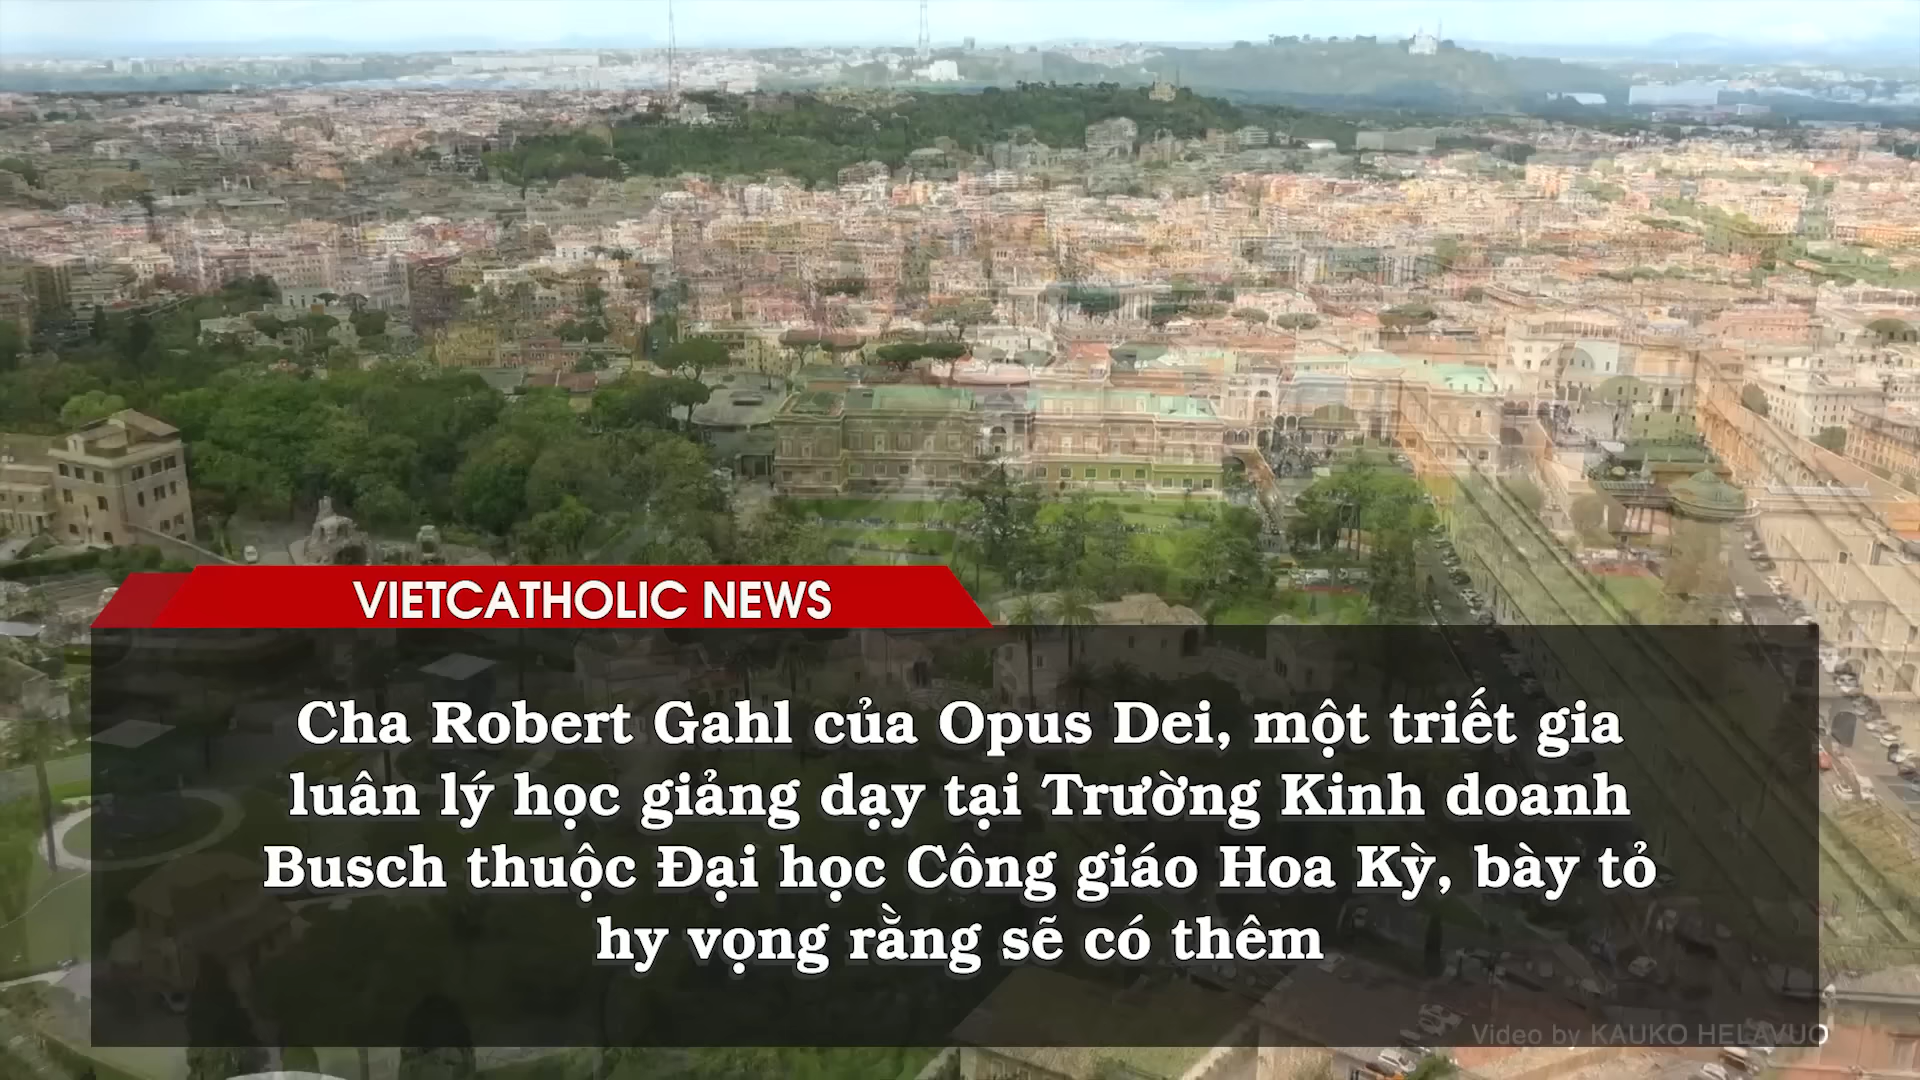 VIETCATHOLIC NEWS
Cha Robert Gahl của Opus Dei, một triết gia
luân lý học giảng dạy tại Trường Kinh doanh
Busch thuộc Đại học Công giáo Hoa Kỳ, bày tỏ
hy vọng rằng sẽ có thêm
Video by KAUKO HELAVUO